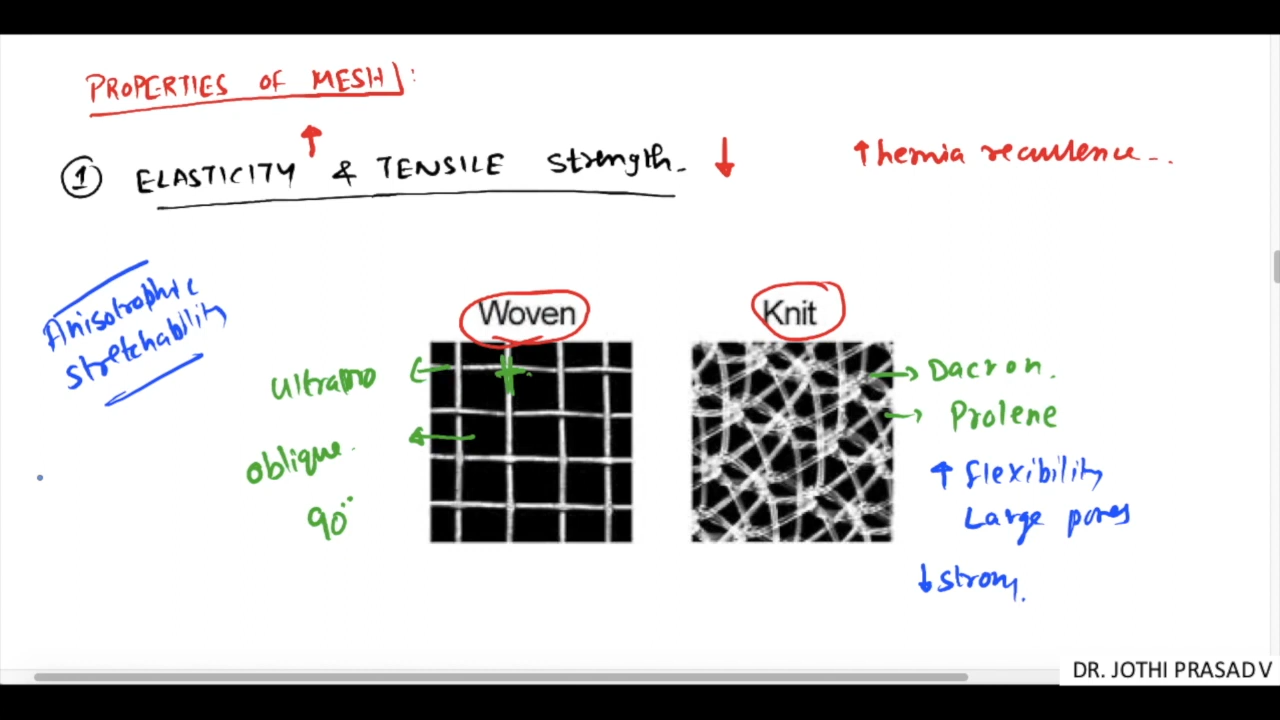 PROPERTIES OF MESH:
① ELASTICITY ↑ & TENSILE strength. ↓
↑ hernia recurrence..
Anisotrophic
stretchability
Woven
Knit
ultrapro
oblique.
90°
Dacron.
Prolene
↑ flexibility
Large pores
↓ strong.
DR. JOTHI PRASAD V